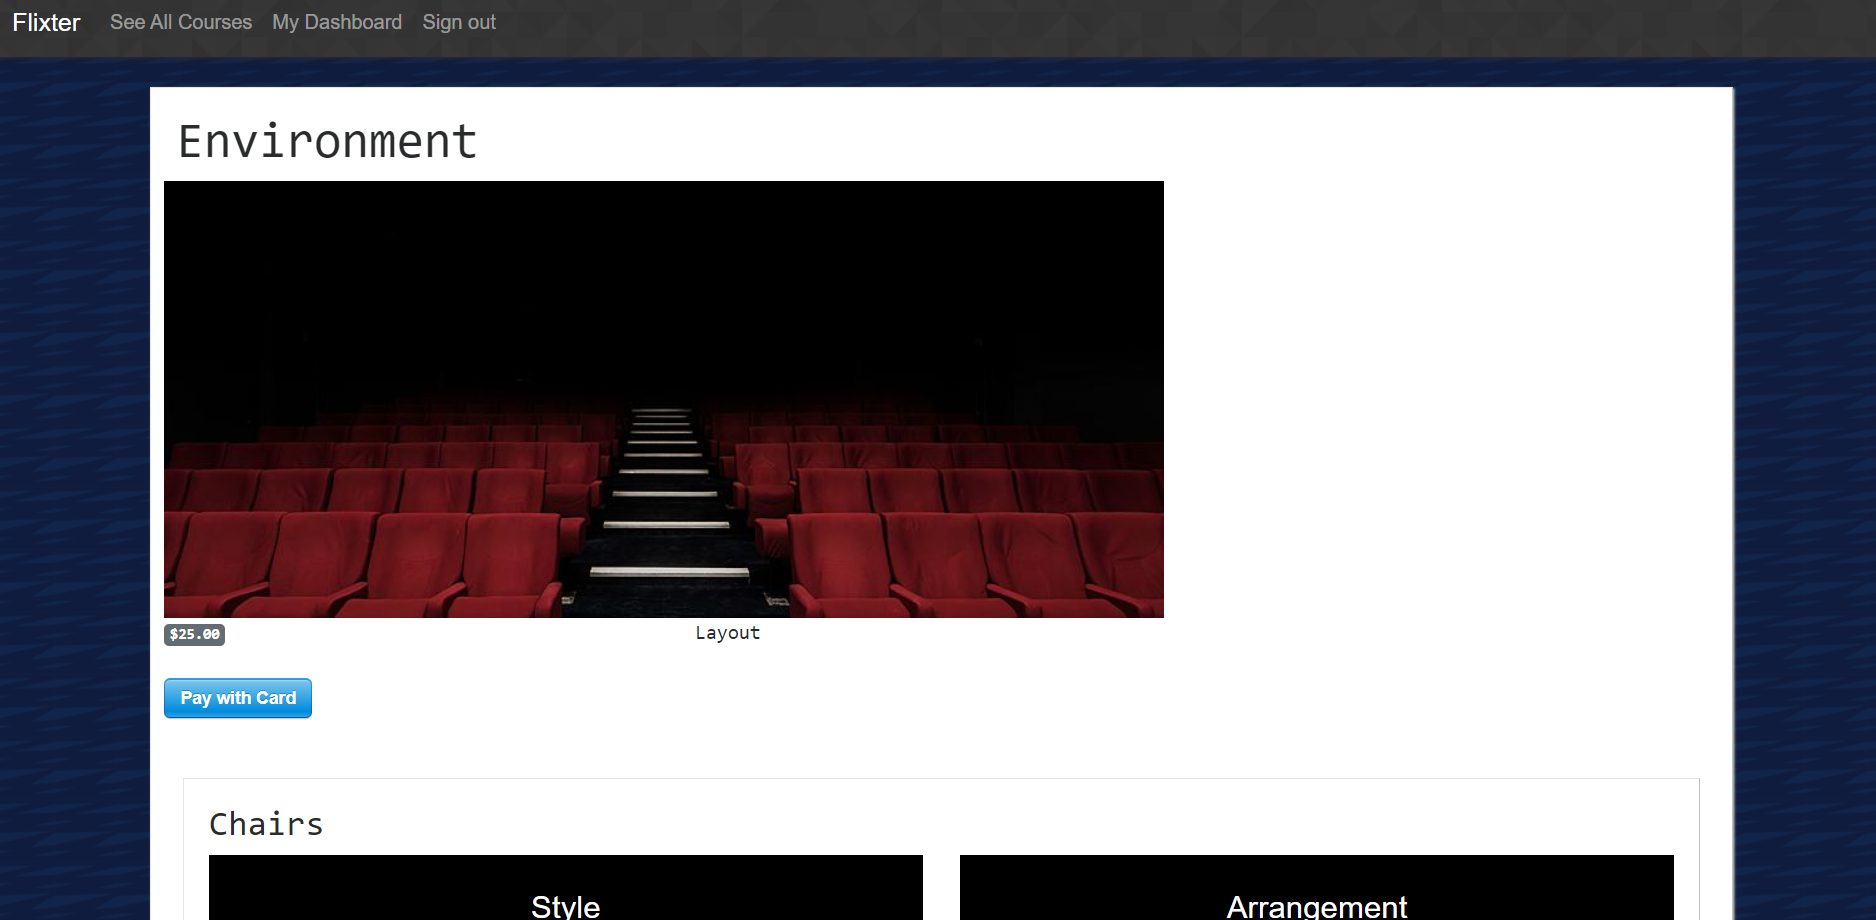 Flixter See All Courses My Dashboard Sign out
Environment
$25.00 Layout
Pay with Card
Chairs
Style Arrangement